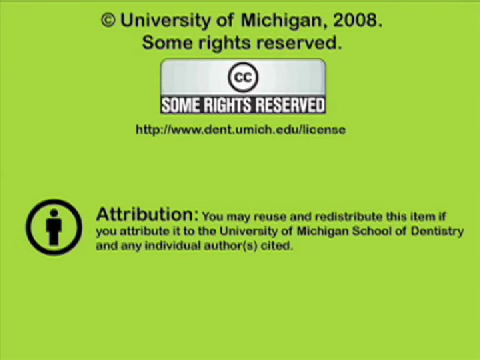 © University of Michigan, 2008.
Some rights reserved.
cc
SOME RIGHTS RESERVED
http://www.dent.umich.edu/license
Attribution: You may reuse and redistribute this item if
you attribute it to the University of Michigan School of Dentistry
and any individual author(s) cited.